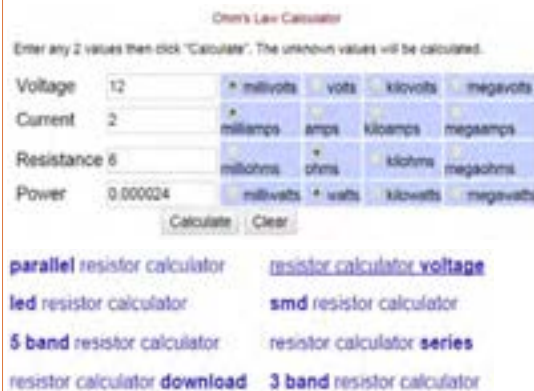 Ohm's Law Calculator
Enter any 2 values then click "Calculate". The unknown values will be calculated.
Voltage 12 millivolts volts kilovolts megavolts
Current 2 milliamps amps kiloamps megaamps
Resistance 6 milliohms ohms kilohms megaohms
Power 0.000024 milliwatts watts kilowatts megawatts
Calculate Clear
parallel resistor calculator resistor calculator voltage
led resistor calculator smd resistor calculator
5 band resistor calculator resistor calculator series
resistor calculator download 3 band resistor calculator